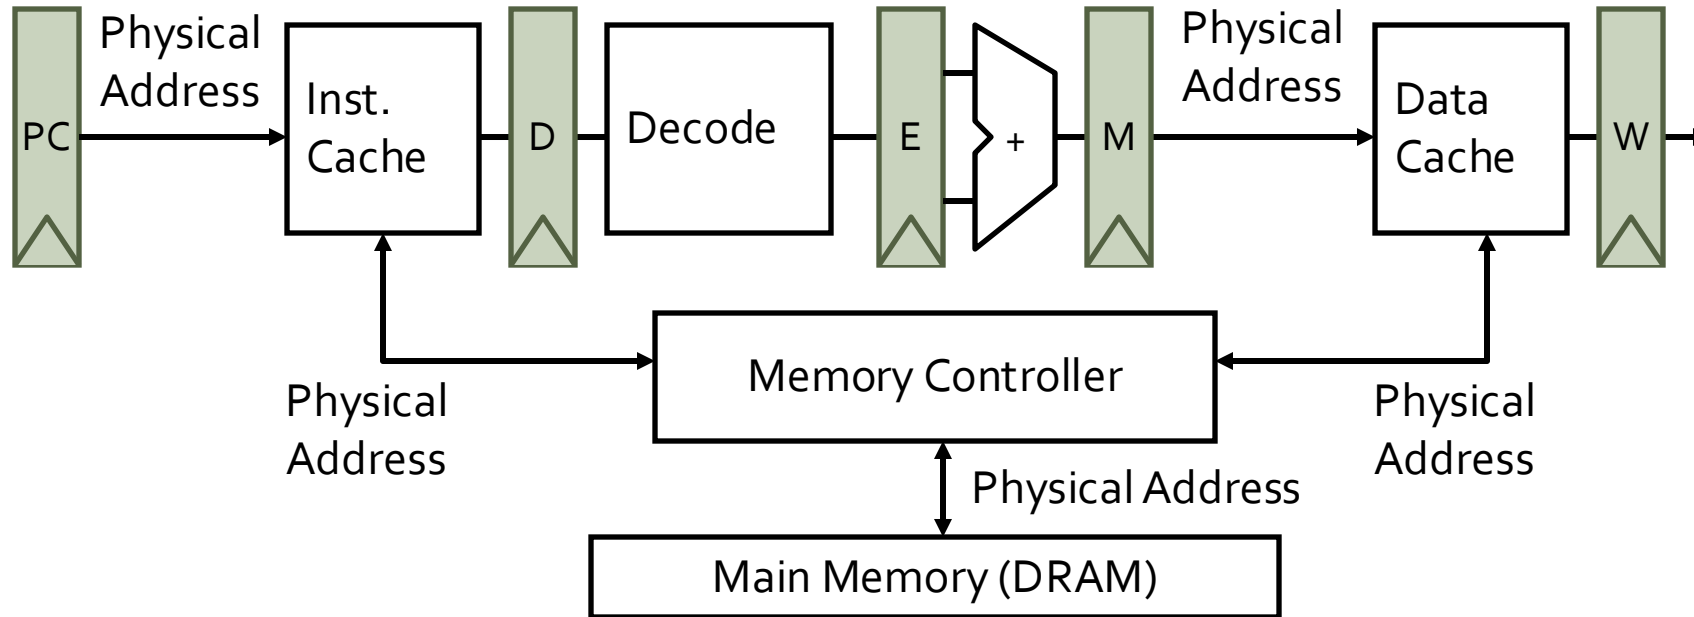 Physical
Address
Physical
Address
PC
Inst.
Cache
D
Decode
E
+
M
Data
Cache
W
Memory Controller
Physical
Address
Physical
Address
Physical Address
Main Memory (DRAM)